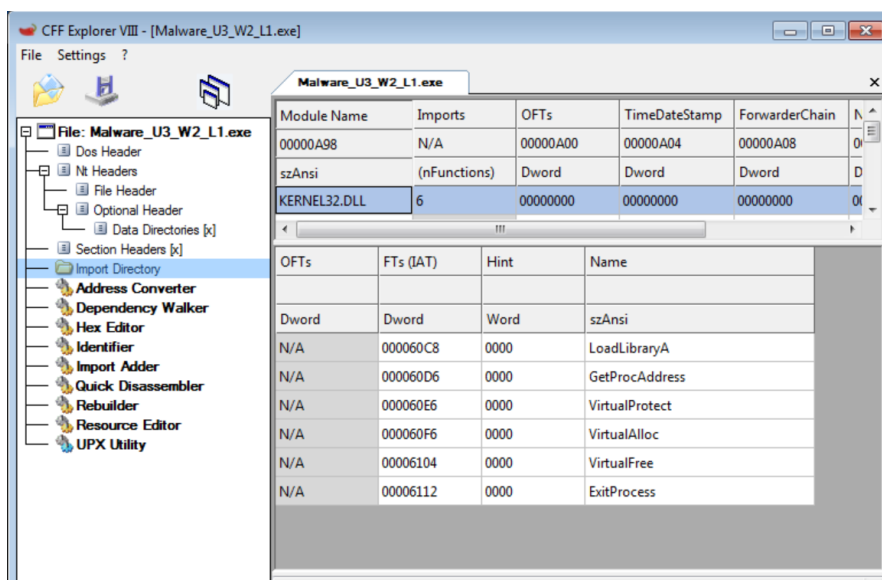 CFF Explorer VIII - [Malware_U3_W2_L1.exe]
File Settings ?
Malware_U3_W2_L1.exe
File: Malware_U3_W2_L1.exe
Dos Header
Nt Headers
File Header
Optional Header
Data Directories [x]
Section Headers [x]
Import Directory
Address Converter
Dependency Walker
Hex Editor
Identifier
Import Adder
Quick Disassembler
Rebuilder
Resource Editor
UPX Utility
Module Name Imports OFTs TimeDateStamp ForwarderChain
00000A98 N/A 00000A00 00000A04 00000A08
szAnsi (nFunctions) Dword Dword Dword
KERNEL32.DLL 6 00000000 00000000 00000000
OFTs FTs (IAT) Hint Name
Dword Dword Word szAnsi
N/A 000060C8 0000 LoadLibraryA
N/A 000060D6 0000 GetProcAddress
N/A 000060E6 0000 VirtualProtect
N/A 000060F6 0000 VirtualAlloc
N/A 00006104 0000 VirtualFree
N/A 00006112 0000 ExitProcess